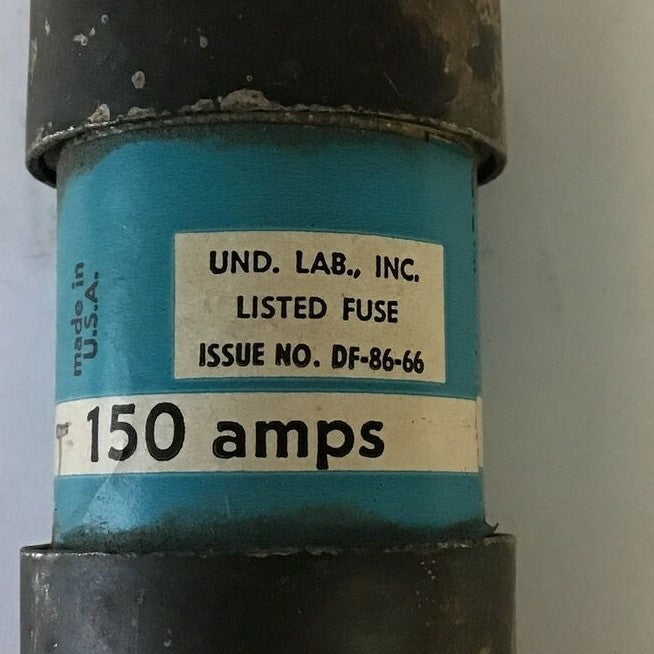 made in
U.S.A.
UND. LAB., INC.
LISTED FUSE
ISSUE NO. DF-86-66
150 amps